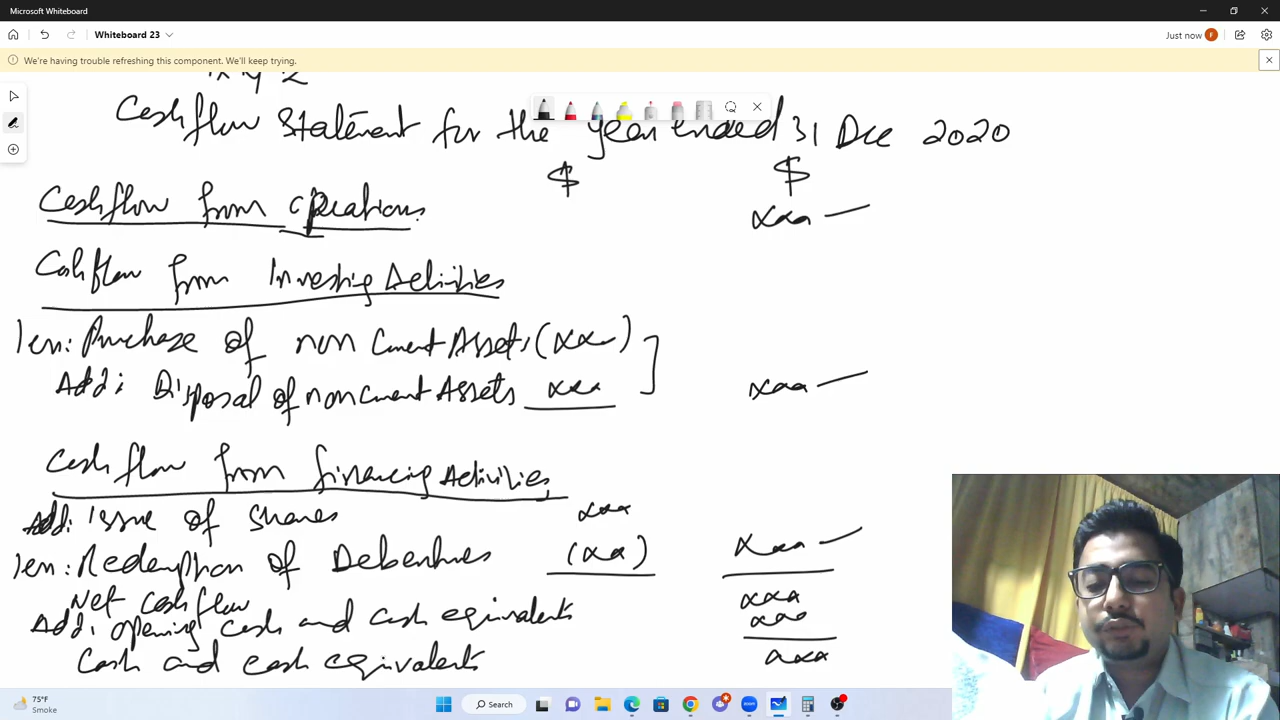 Microsoft Whiteboard
Whiteboard 23
Just now F
We're having trouble refreshing this component. We'll keep trying.
Cashflow Statement for the year ended 31 Dec 2020
$ $
Cashflow from operations xxx
Cashflow from Investing Activities
less: Purchase of non Current Assets (xxx)
Add: Disposal of non Current Assets xxx xxx
Cash flow from financing Activities
Add: Issue of Shares xxx
less: Redemption of Debentures (xx) xxx
Net cashflow xxx
Add: opening cash and cash equivalents xxx
Cash and cash equivalents xxx
75°F
Smoke
Search